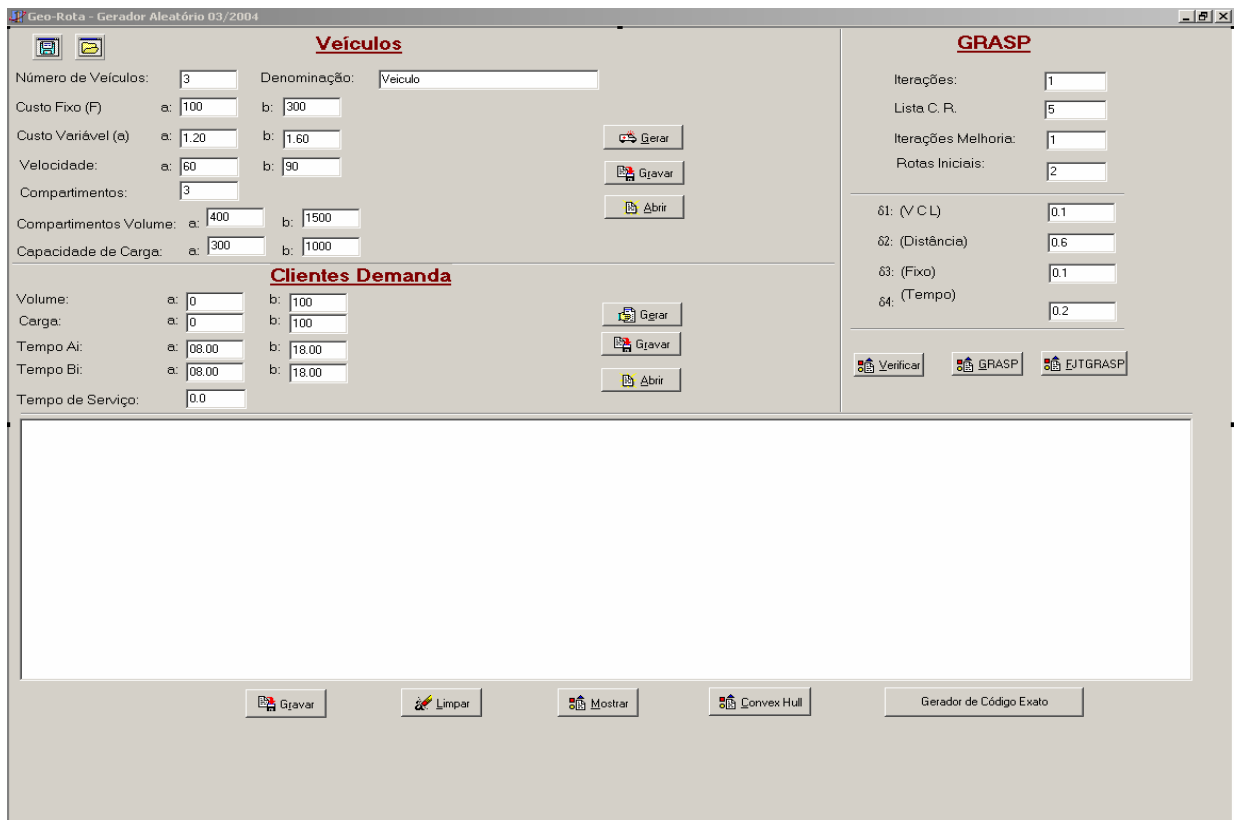 Geo-Rota - Gerador Aleatório 03/2004
Veículos
Número de Veículos: 3 Denominação: Veiculo
Custo Fixo (F) a: 100 b: 300
Custo Variável (a) a: 1.20 b: 1.60
Velocidade: a: 60 b: 90
Compartimentos: 3
Compartimentos Volume: a: 400 b: 1500
Capacidade de Carga: a: 300 b: 1000
Gerar
Gravar
Abrir
Clientes Demanda
Volume: a: 0 b: 100
Carga: a: 0 b: 100
Tempo Ai: a: 08.00 b: 18.00
Tempo Bi: a: 08.00 b: 18.00
Tempo de Serviço: 0.0
Gerar
Gravar
Abrir
GRASP
Iterações: 1
Lista C. R. 5
Iterações Melhoria: 1
Rotas Iniciais: 2
δ1: (V C L) 0.1
δ2: (Distância) 0.6
δ3: (Fixo) 0.1
δ4: (Tempo) 0.2
Verificar GRASP FJTGRASP
Gravar Limpar Mostrar Convex Hull Gerador de Código Exato